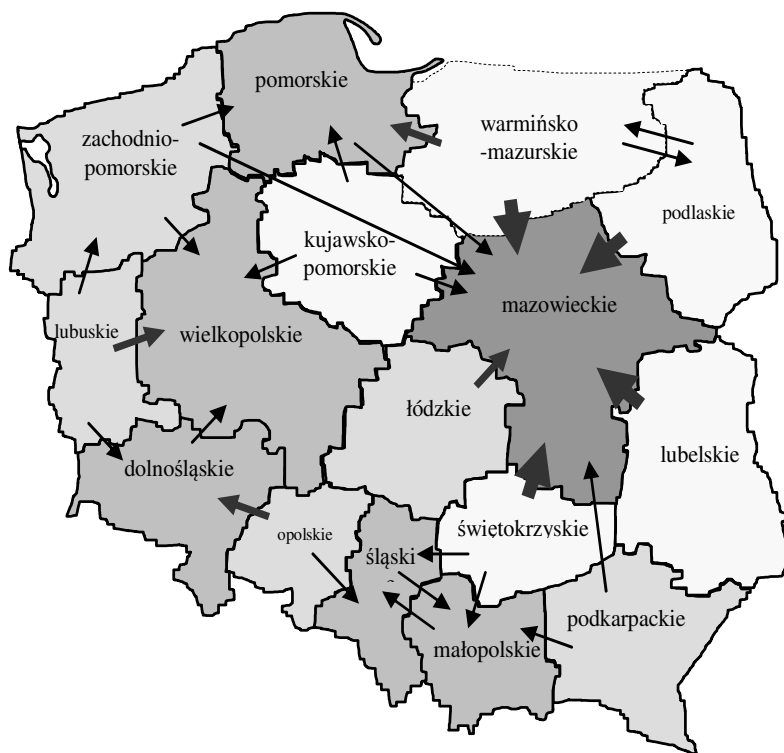 pomorskie
zachodnio-
pomorskie
warmińsko
-mazurskie
podlaskie
kujawsko-
pomorskie
mazowieckie
lubuskie
wielkopolskie
łódzkie
lubelskie
dolnośląskie
opolskie
śląski
świętokrzyskie
podkarpackie
małopolskie